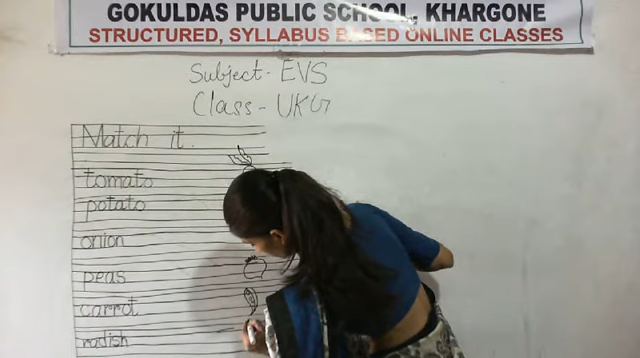 GOKULDAS PUBLIC SCHOOL, KHARGONE
STRUCTURED, SYLLABUS BASED ONLINE CLASSES
Subject - EVS
Class - UKG
Match it.
tomato
potato
onion
peas
carrot
radish